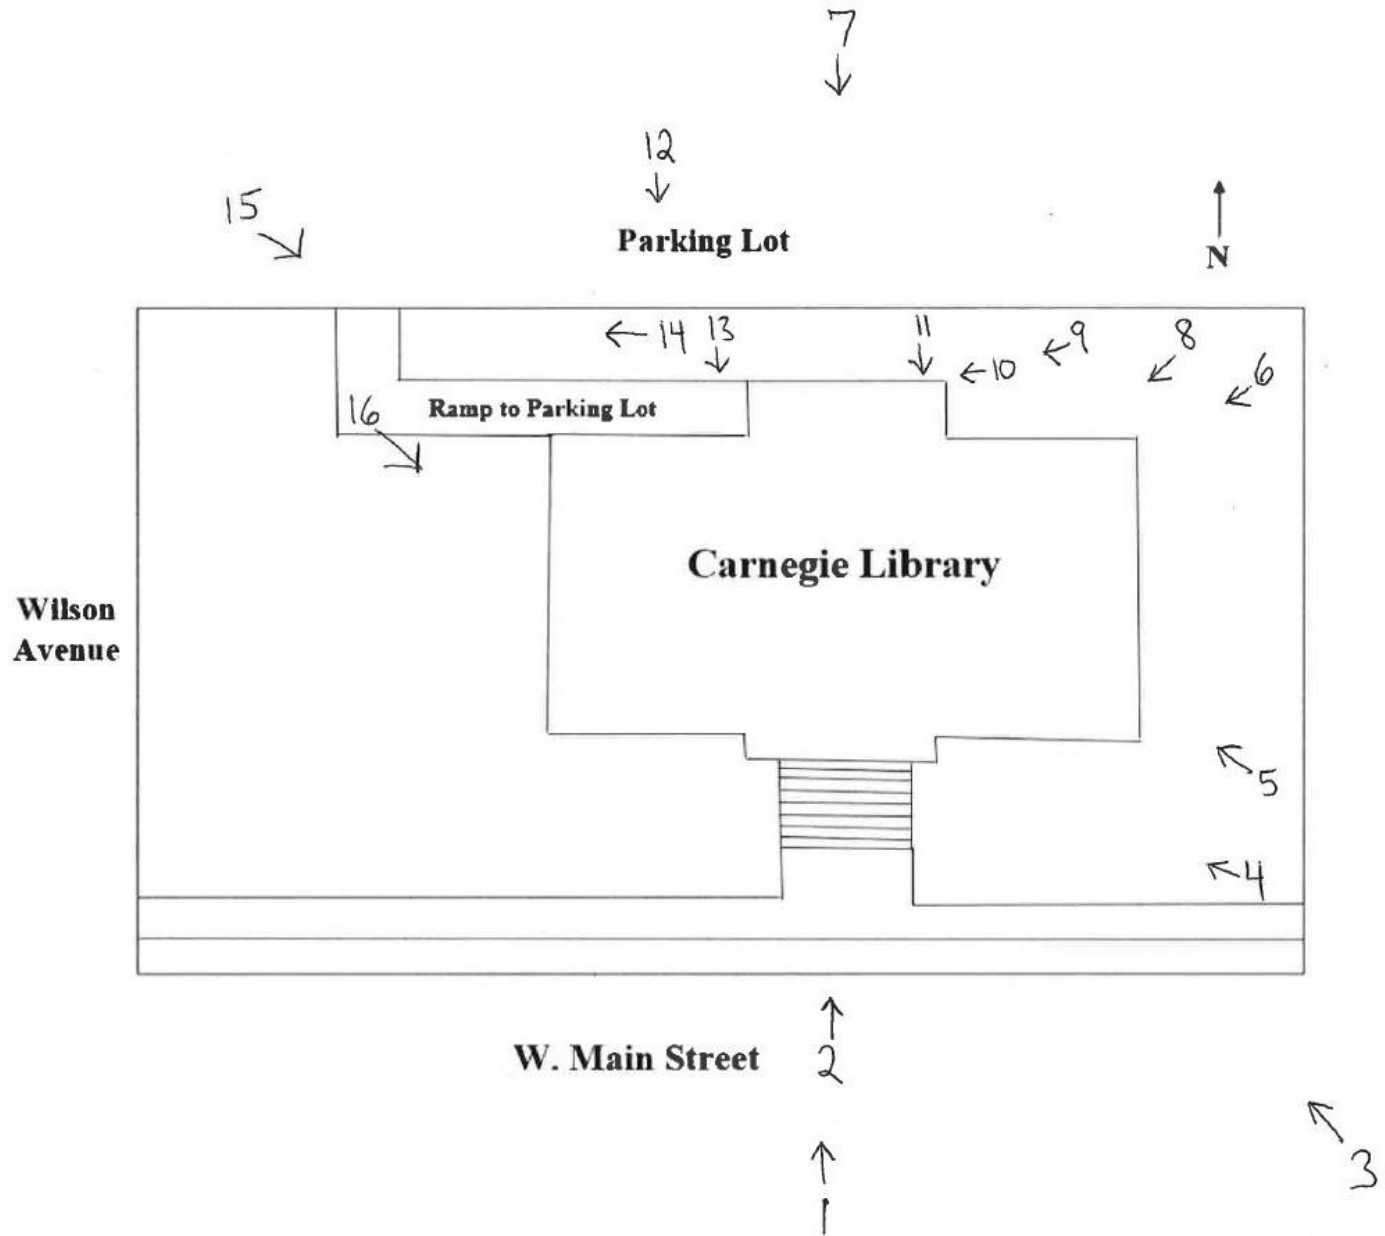 7
12
15
Parking Lot
N
14 13 11 9 8
10 6
16 Ramp to Parking Lot
Carnegie Library
Wilson
Avenue
5
4
W. Main Street 2
3
1